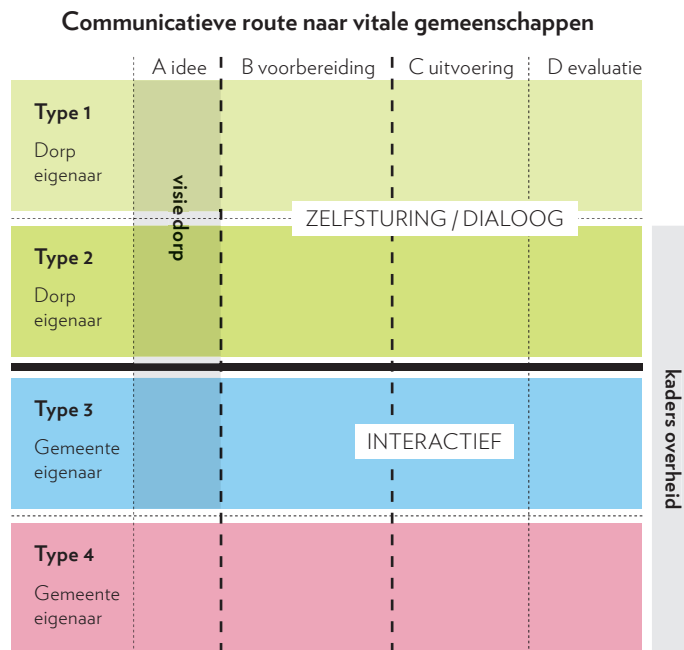 Communicatieve route naar vitale gemeenschappen
A idee
B voorbereiding
C uitvoering
D evaluatie
Type 1
Dorp
eigenaar
visie dorp
ZELFSTURING / DIALOOG
Type 2
Dorp
eigenaar
Type 3
Gemeente
eigenaar
INTERACTIEF
kaders overheid
Type 4
Gemeente
eigenaar